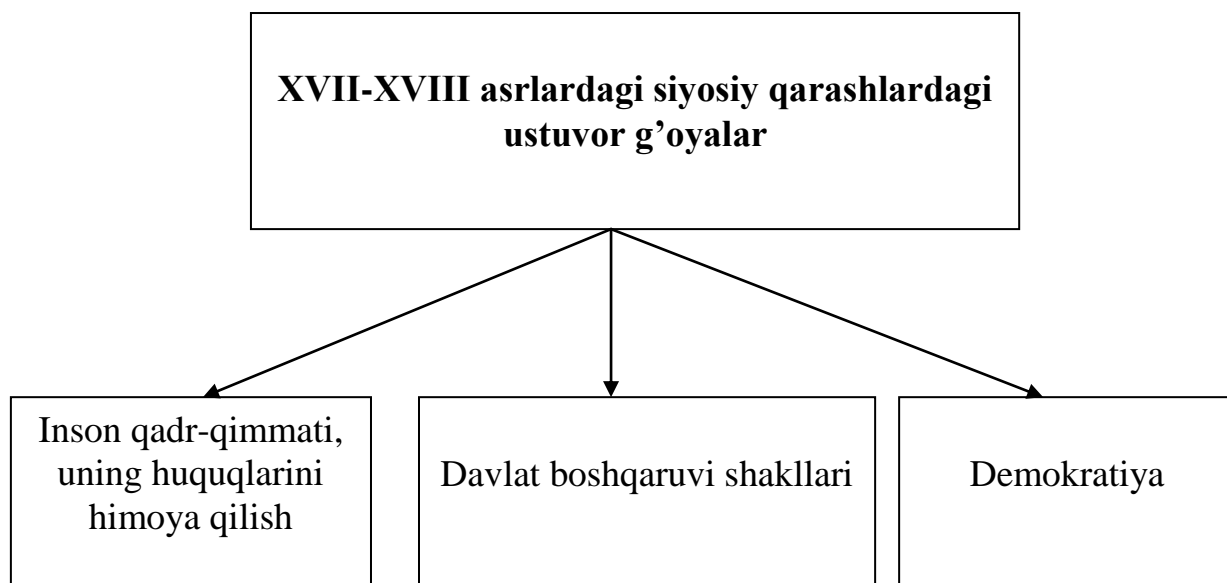 XVII-XVIII asrlardagi siyosiy qarashlardagi
ustuvor g’oyalar
Inson qadr-qimmati,
uning huquqlarini
himoya qilish
Davlat boshqaruvi shakllari
Demokratiya